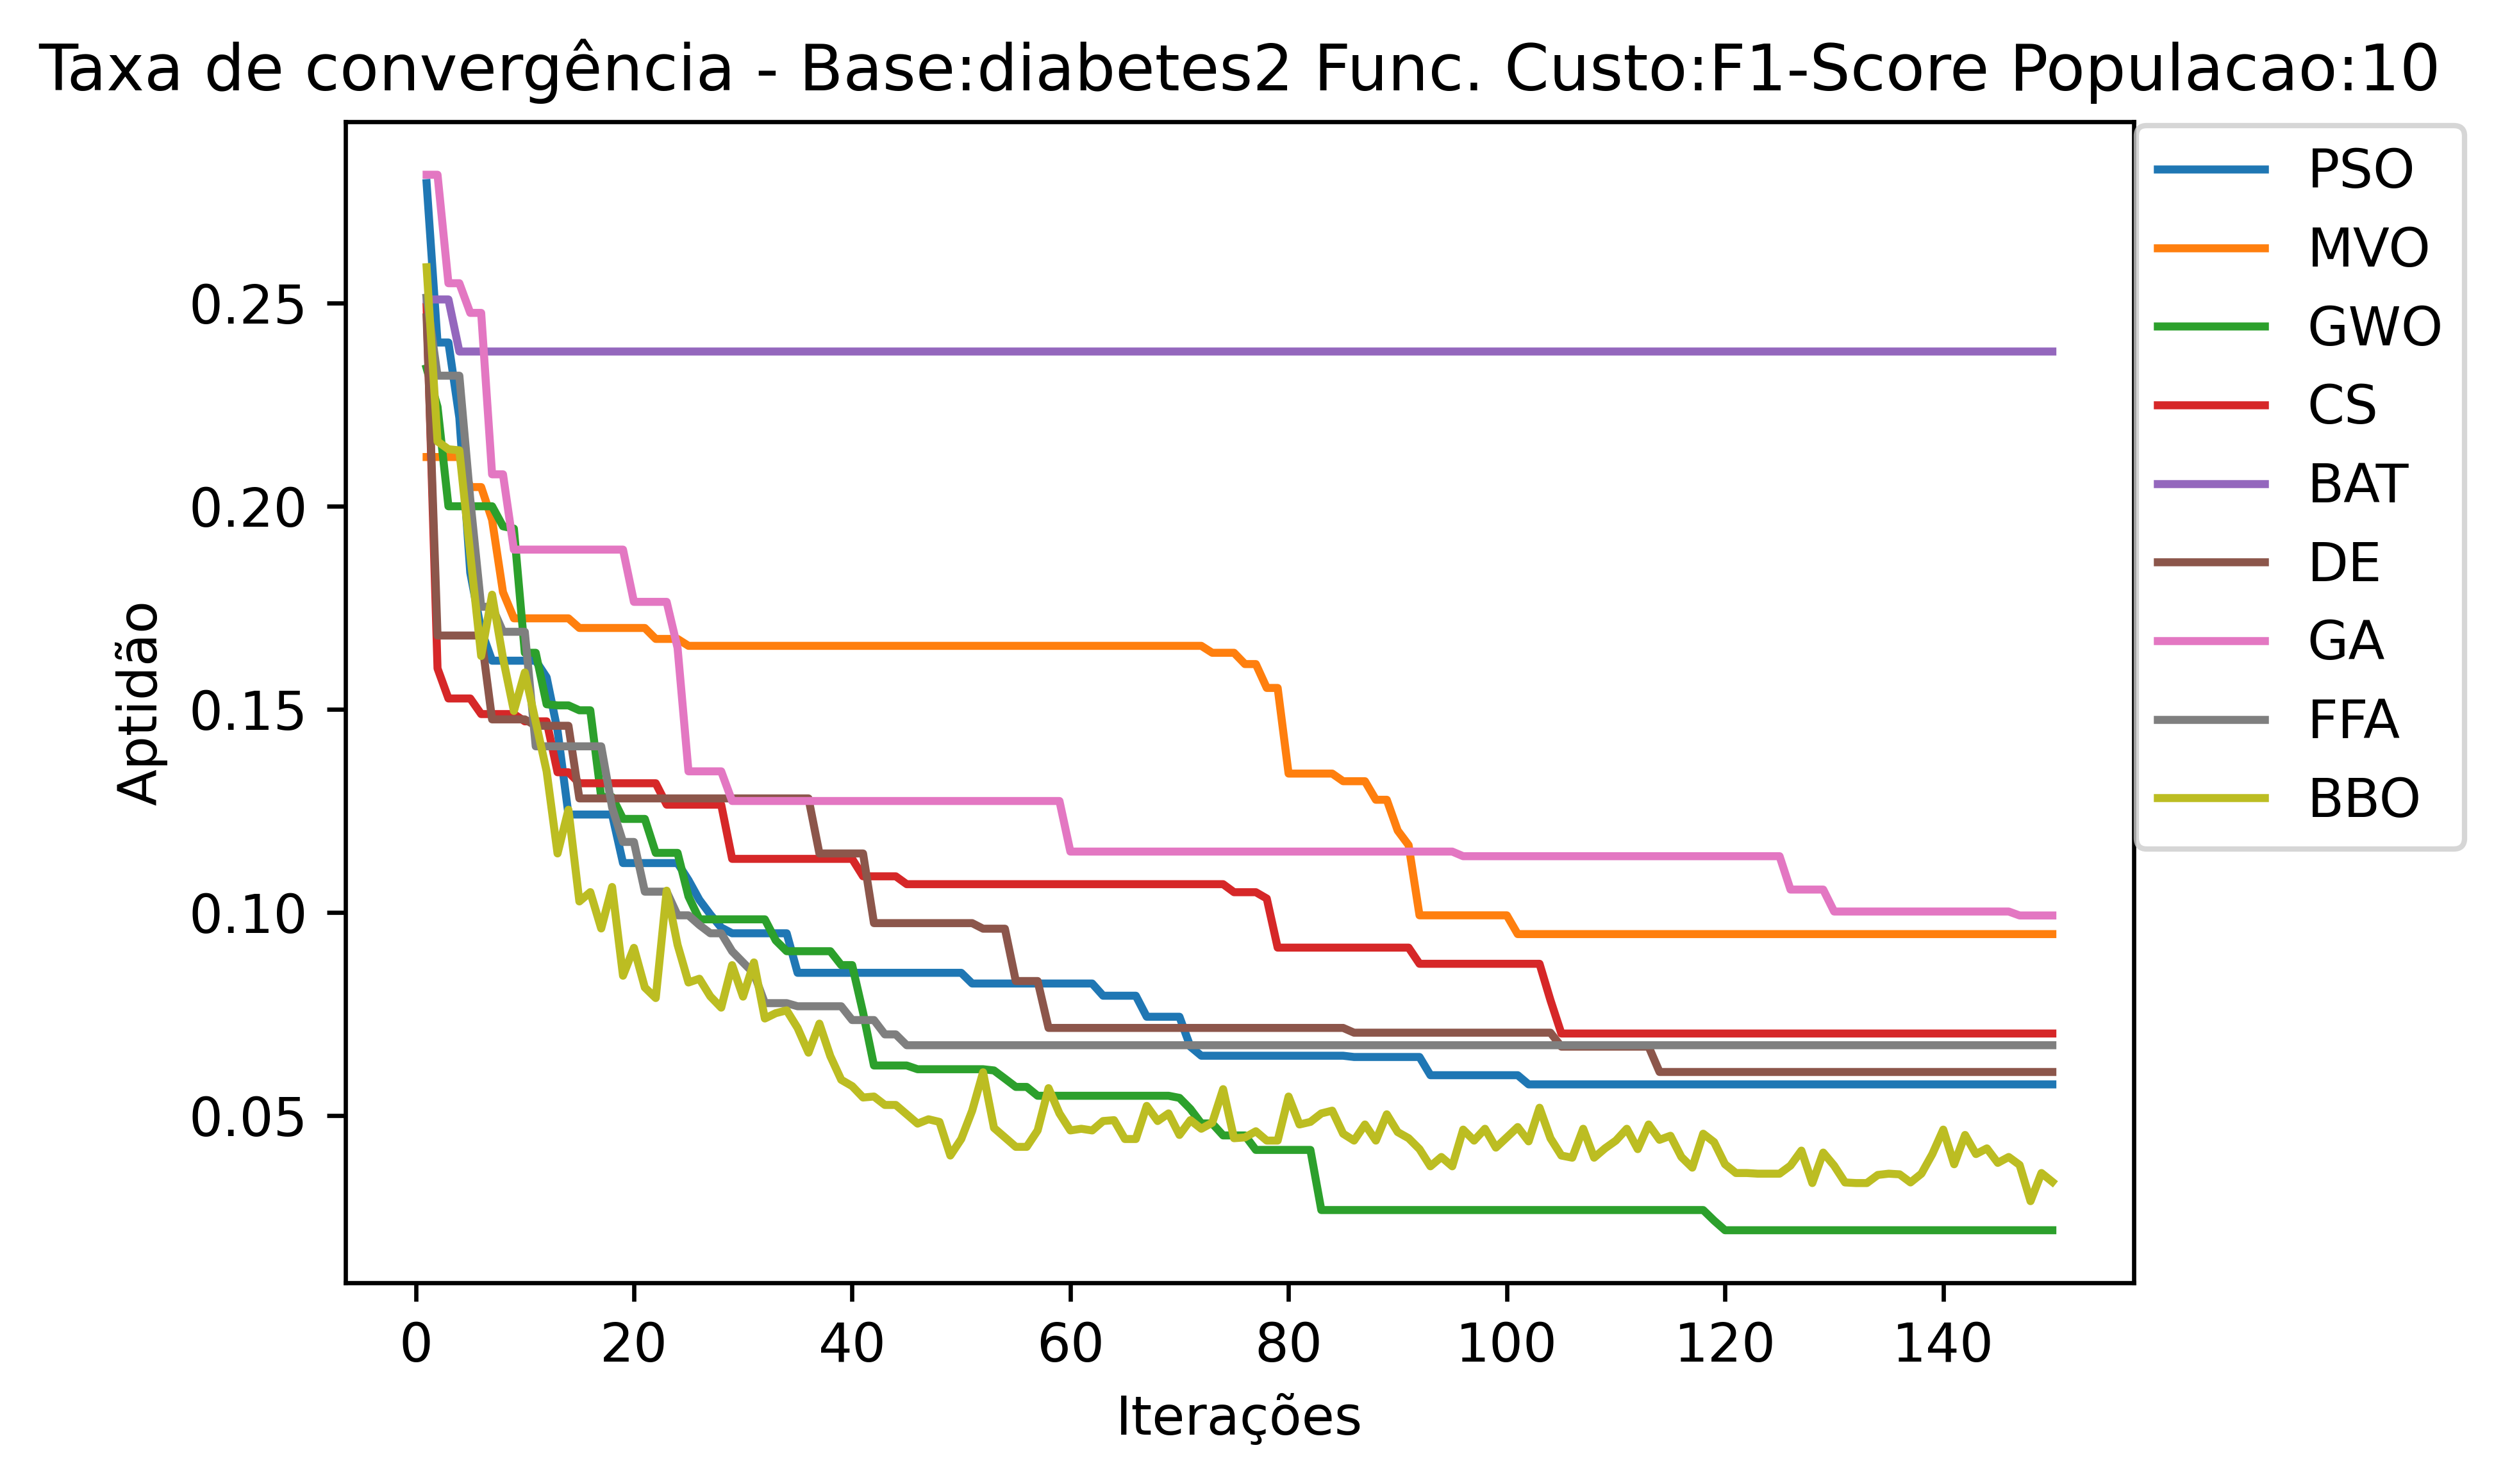 Taxa de convergência - Base:diabetes2 Func. Custo:F1-Score Populacao:10
PSO
MVO
GWO
CS
BAT
DE
GA
FFA
BBO
0.25
0.20
0.15
0.10
0.05
Aptidão
0 20 40 60 80 100 120 140
Iterações